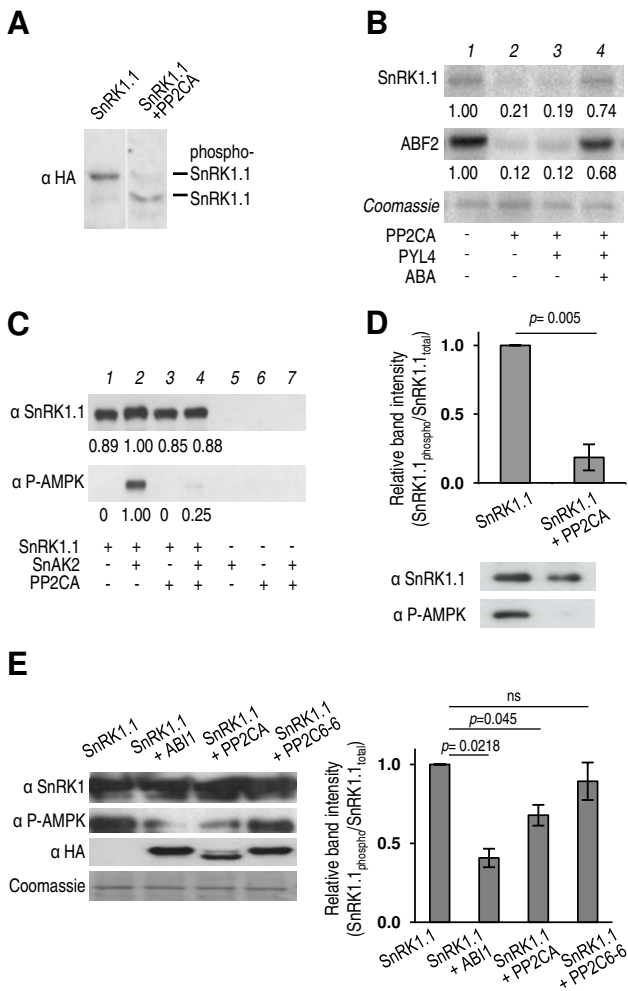 A
SnRK1.1
SnRK1.1
+PP2CA
α HA
phospho-
SnRK1.1
SnRK1.1
B
1 2 3 4
SnRK1.1
1.00 0.21 0.19 0.74
ABF2
1.00 0.12 0.12 0.68
Coomassie
PP2CA - + + +
PYL4 - - + +
ABA - - - +
C
1 2 3 4 5 6 7
α SnRK1.1
0.89 1.00 0.85 0.88
α P-AMPK
0 1.00 0 0.25
SnRK1.1 + + + + - - -
SnAK2 - + - + + - +
PP2CA - - + + - + +
D
p= 0.005
Relative band intensity
(SnRK1.1phospho/SnRK1.1total)
1.0
0.5
0.0
SnRK1.1
SnRK1.1
+ PP2CA
α SnRK1.1
α P-AMPK
E
SnRK1.1
SnRK1.1
+ ABI1
SnRK1.1
+ PP2CA
SnRK1.1
+ PP2C6-6
α SnRK1
α P-AMPK
α HA
Coomassie
ns
p=0.045
p= 0.0218
Relative band intensity
(SnRK1.1phospho/SnRK1.1total)
1.0
0.5
0.0
SnRK1.1
SnRK1.1
+ ABI1
SnRK1.1
+ PP2CA
SnRK1.1
+ PP2C6-6